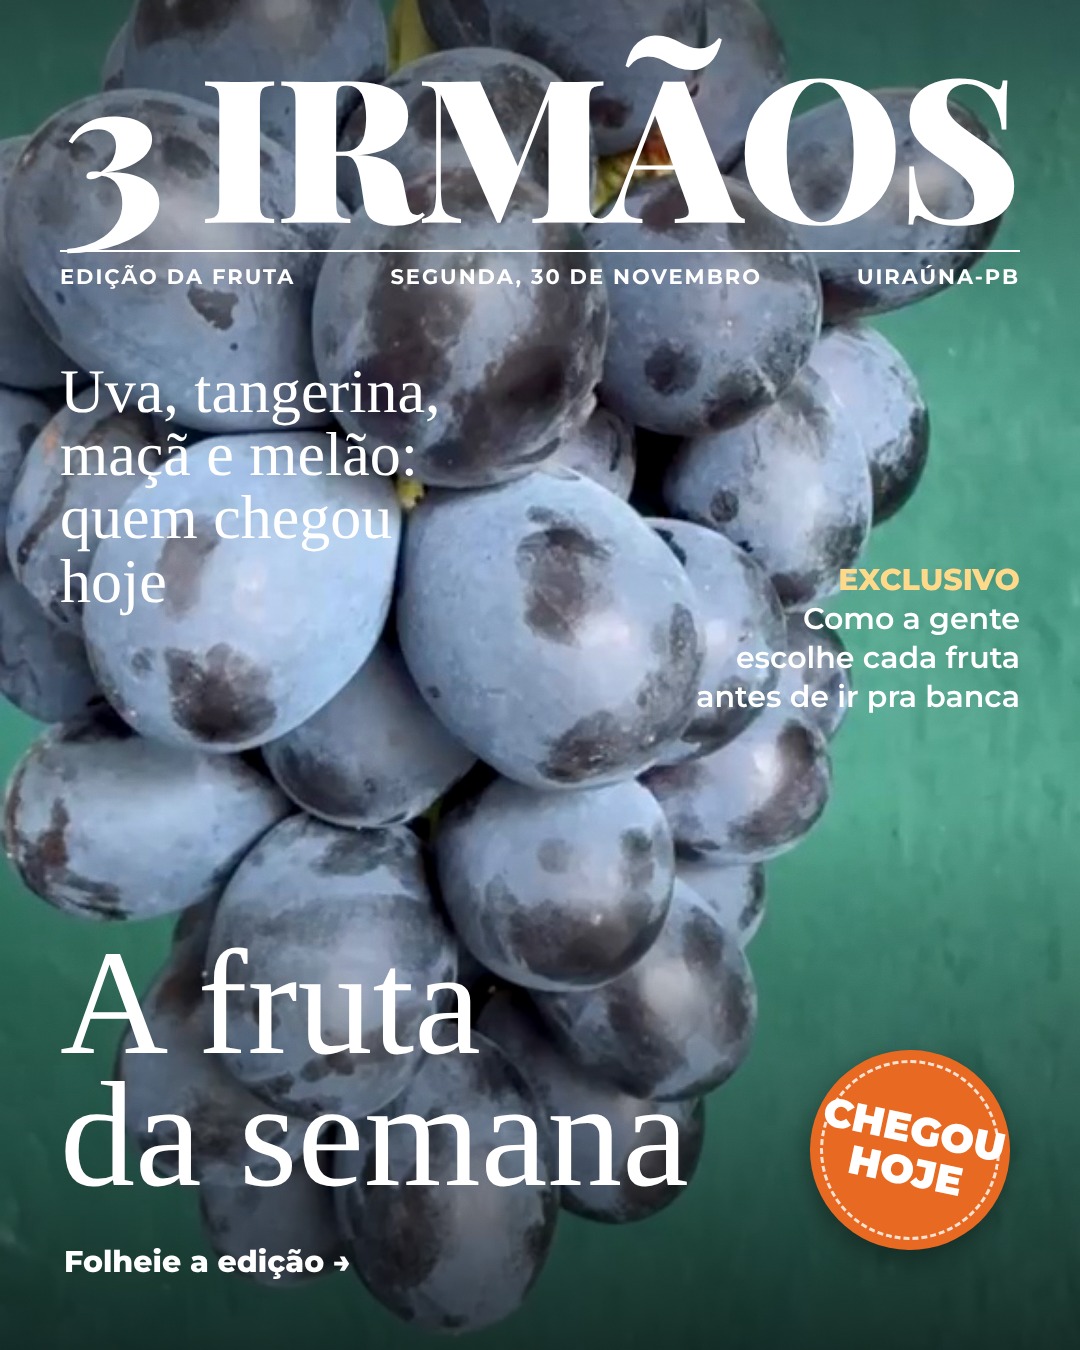 3 IRMÃOS
EDIÇÃO DA FRUTA
SEGUNDA, 30 DE NOVEMBRO
UIRAÚNA-PB
Uva, tangerina,
maçã e melão:
quem chegou
hoje
EXCLUSIVO
Como a gente
escolhe cada fruta
antes de ir pra banca
A fruta
da semana
CHEGOU
HOJE
Folheie a edição →